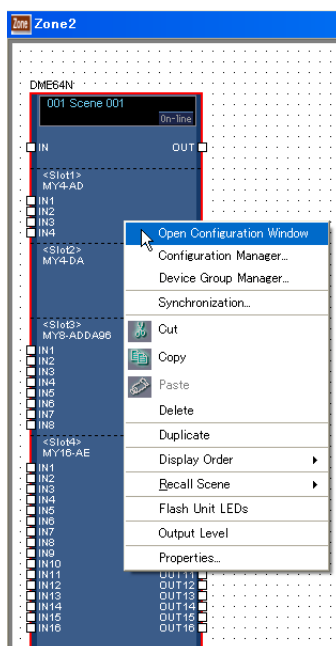 Zone Zone2
DME64N
001 Scene 001
On-line
IN OUT
<Slot1>
MY4-AD
IN1
IN2
IN3
IN4
<Slot2>
MY4-DA
<Slot3>
MY8-ADDA96
IN1
IN2
IN3
IN4
IN5
IN6
IN7
IN8
<Slot4>
MY16-AE
IN1
IN2
IN3
IN4
IN5
IN6
IN7
IN8
IN9
IN10
IN11 OUT11
IN12 OUT12
IN13 OUT13
IN14 OUT14
IN15 OUT15
IN16 OUT16
Open Configuration Window
Configuration Manager...
Device Group Manager...
Synchronization...
Cut
Copy
Paste
Delete
Duplicate
Display Order
Recall Scene
Flash Unit LEDs
Output Level
Properties...